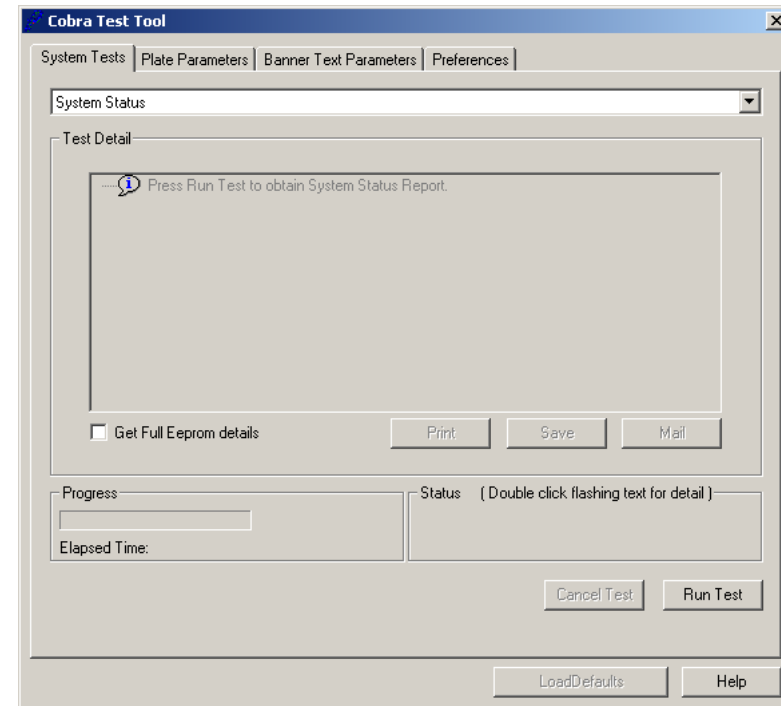 Cobra Test Tool
System Tests Plate Parameters Banner Text Parameters Preferences
System Status
Test Detail
Press Run Test to obtain System Status Report.
Get Full Eeprom details Print Save Mail
Progress Status ( Double click flashing text for detail )
Elapsed Time:
Cancel Test Run Test
LoadDefaults Help